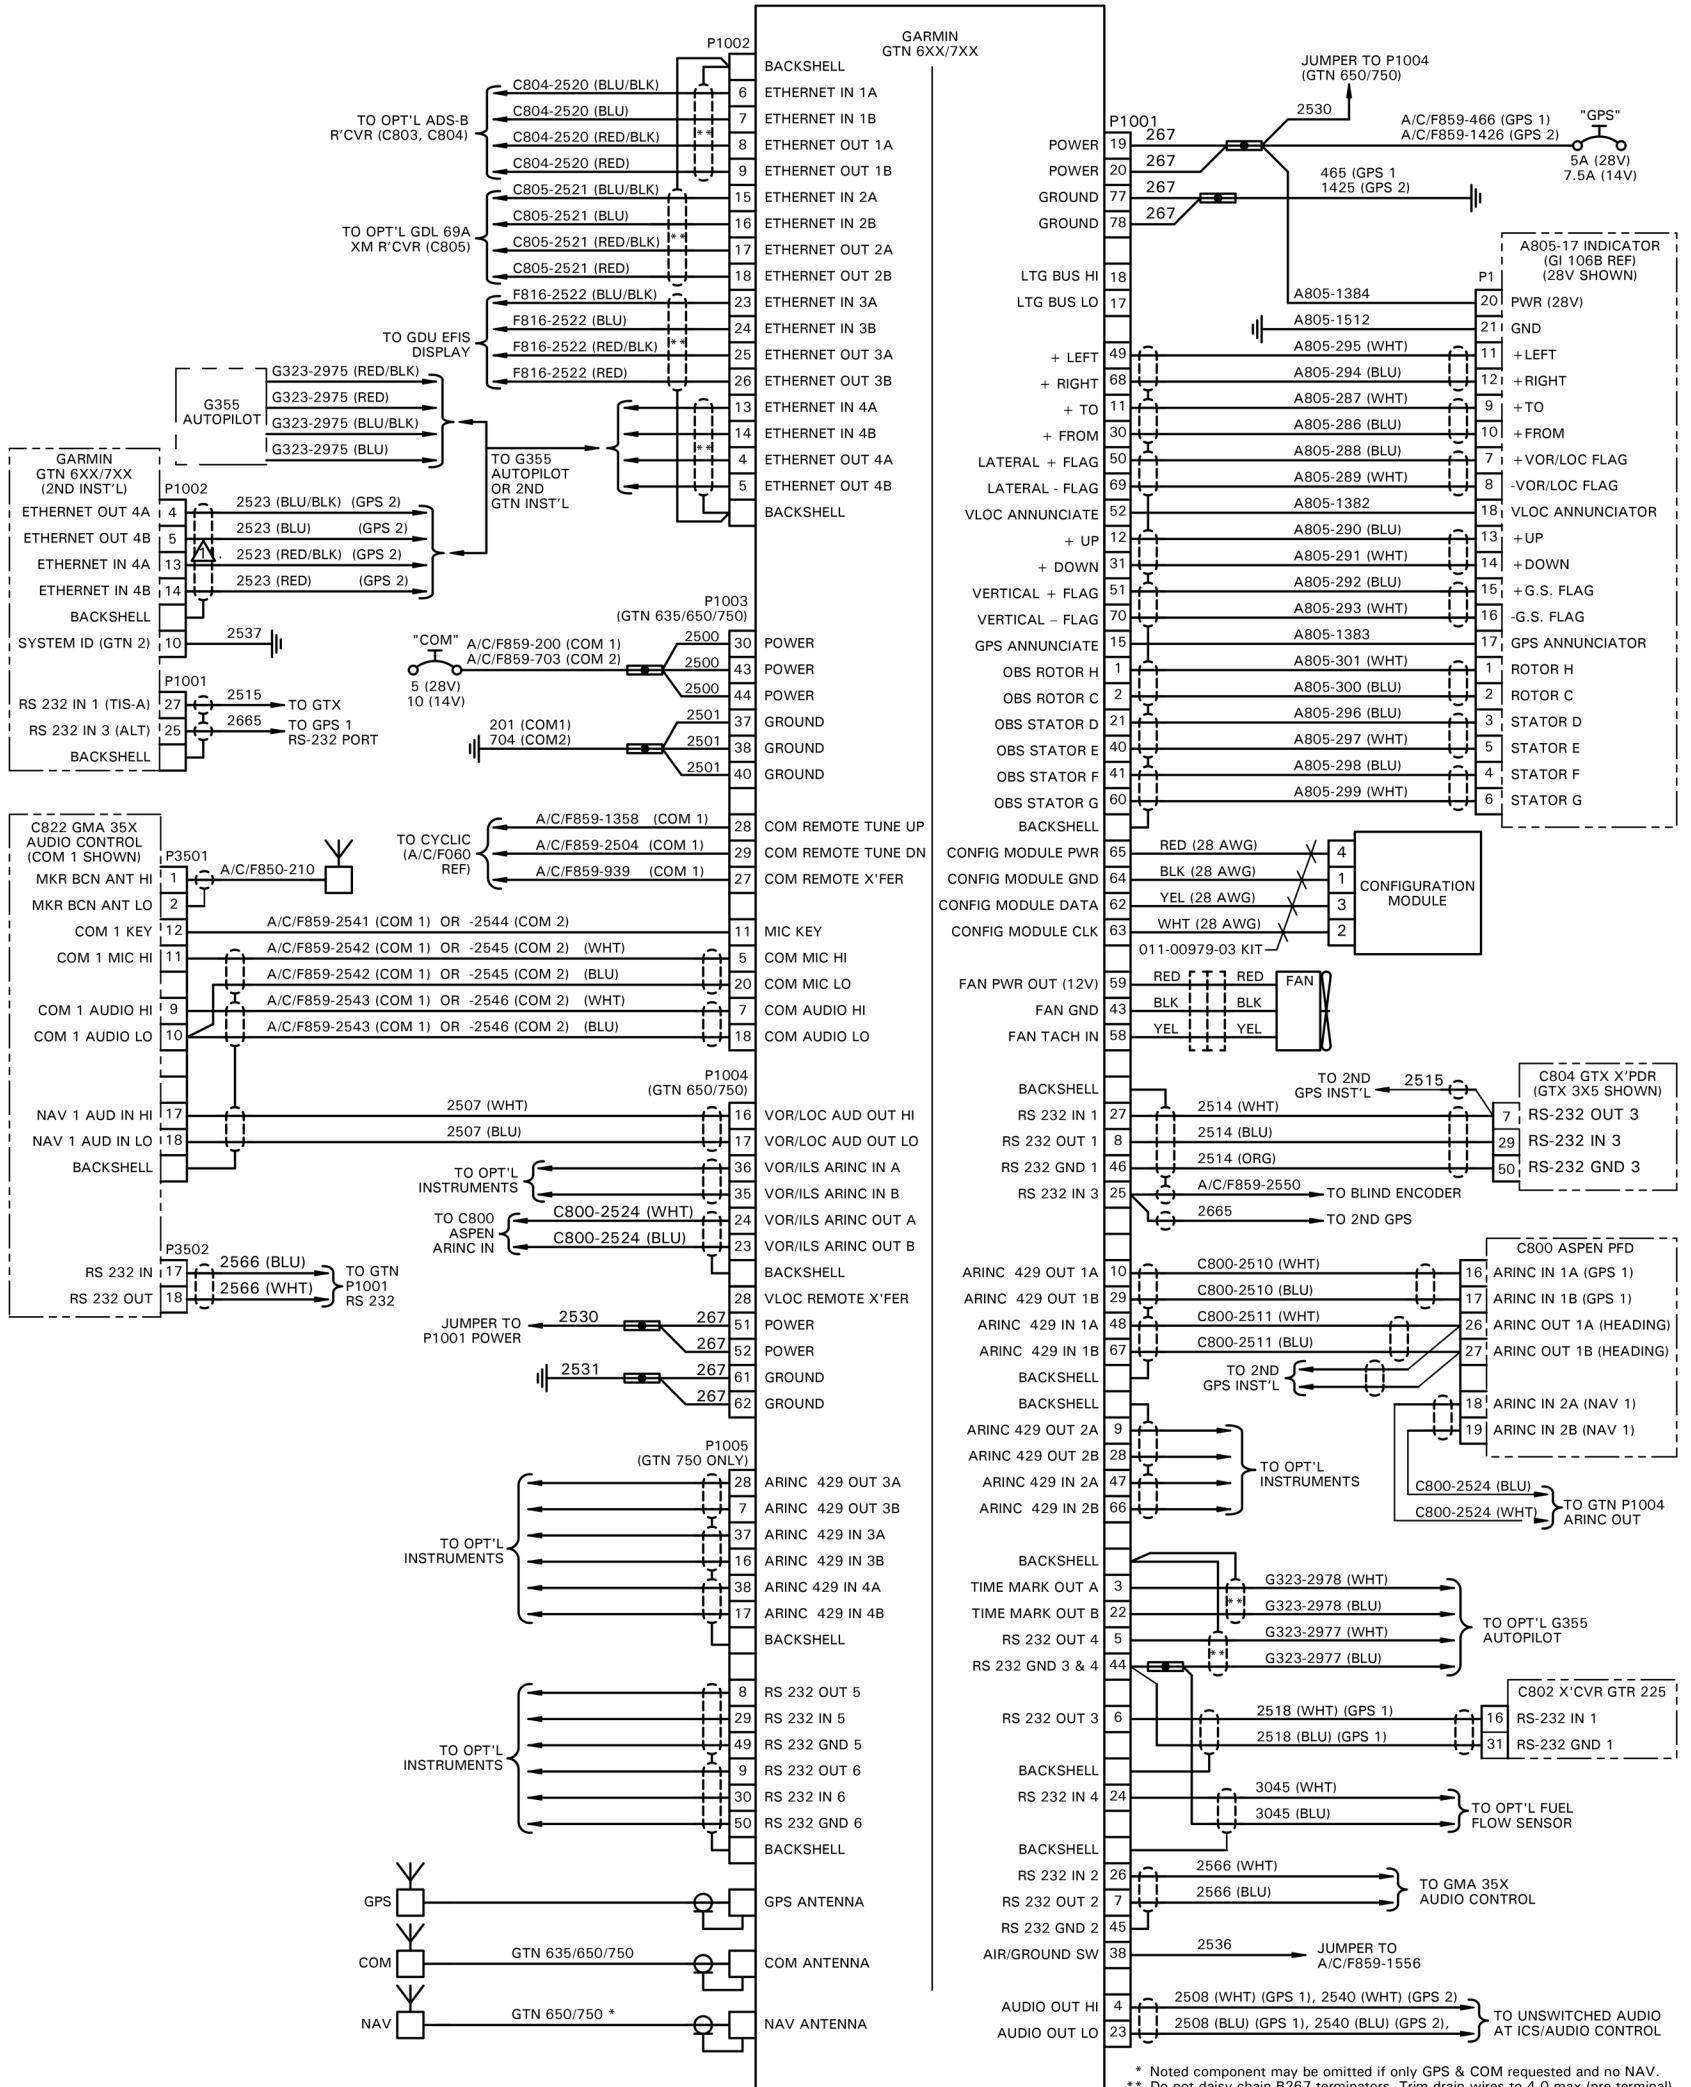 GARMIN
GTN 6XX/7XX
P1002
BACKSHELL
TO OPT'L ADS-B
R'CVR (C803, C804)
C804-2520 (BLU/BLK) 6 ETHERNET IN 1A
C804-2520 (BLU) 7 ETHERNET IN 1B
C804-2520 (RED/BLK) 8 ETHERNET OUT 1A
C804-2520 (RED) 9 ETHERNET OUT 1B
* *
TO OPT'L GDL 69A
XM R'CVR (C805)
C805-2521 (BLU/BLK) 15 ETHERNET IN 2A
C805-2521 (BLU) 16 ETHERNET IN 2B
C805-2521 (RED/BLK) 17 ETHERNET OUT 2A
C805-2521 (RED) 18 ETHERNET OUT 2B
* *
TO GDU EFIS
DISPLAY
F816-2522 (BLU/BLK) 23 ETHERNET IN 3A
F816-2522 (BLU) 24 ETHERNET IN 3B
F816-2522 (RED/BLK) 25 ETHERNET OUT 3A
F816-2522 (RED) 26 ETHERNET OUT 3B
* *
13 ETHERNET IN 4A
14 ETHERNET IN 4B
4 ETHERNET OUT 4A
5 ETHERNET OUT 4B
BACKSHELL
* *
G355
AUTOPILOT
G323-2975 (RED/BLK)
G323-2975 (RED)
G323-2975 (BLU/BLK)
G323-2975 (BLU)
TO G355
AUTOPILOT
OR 2ND
GTN INST'L
GARMIN
GTN 6XX/7XX
(2ND INST'L)
P1002
ETHERNET OUT 4A 4 2523 (BLU/BLK) (GPS 2)
ETHERNET OUT 4B 5 2523 (BLU) (GPS 2)
1
ETHERNET IN 4A 13 2523 (RED/BLK) (GPS 2)
ETHERNET IN 4B 14 2523 (RED) (GPS 2)
BACKSHELL
SYSTEM ID (GTN 2) 10 2537
P1001
RS 232 IN 1 (TIS-A) 27 2515 TO GTX
RS 232 IN 3 (ALT) 25 2665 TO GPS 1
RS-232 PORT
BACKSHELL
P1003
(GTN 635/650/750)
"COM"
A/C/F859-200 (COM 1)
A/C/F859-703 (COM 2)
5 (28V)
10 (14V)
2500 30 POWER
2500 43 POWER
2500 44 POWER
201 (COM1)
704 (COM2)
2501 37 GROUND
2501 38 GROUND
2501 40 GROUND
TO CYCLIC
(A/C/F060
REF)
A/C/F859-1358 (COM 1) 28 COM REMOTE TUNE UP
A/C/F859-2504 (COM 1) 29 COM REMOTE TUNE DN
A/C/F859-939 (COM 1) 27 COM REMOTE X'FER
C822 GMA 35X
AUDIO CONTROL
(COM 1 SHOWN)
P3501
MKR BCN ANT HI 1 A/C/F850-210
MKR BCN ANT LO 2
COM 1 KEY 12 A/C/F859-2541 (COM 1) OR -2544 (COM 2) 11 MIC KEY
COM 1 MIC HI 11 A/C/F859-2542 (COM 1) OR -2545 (COM 2) (WHT) 5 COM MIC HI
A/C/F859-2542 (COM 1) OR -2545 (COM 2) (BLU) 20 COM MIC LO
COM 1 AUDIO HI 9 A/C/F859-2543 (COM 1) OR -2546 (COM 2) (WHT) 7 COM AUDIO HI
COM 1 AUDIO LO 10 A/C/F859-2543 (COM 1) OR -2546 (COM 2) (BLU) 18 COM AUDIO LO
P1004
(GTN 650/750)
NAV 1 AUD IN HI 17 2507 (WHT) 16 VOR/LOC AUD OUT HI
NAV 1 AUD IN LO 18 2507 (BLU) 17 VOR/LOC AUD OUT LO
BACKSHELL
TO OPT'L
INSTRUMENTS
36 VOR/ILS ARINC IN A
35 VOR/ILS ARINC IN B
TO C800
ASPEN
ARINC IN
C800-2524 (WHT) 24 VOR/ILS ARINC OUT A
C800-2524 (BLU) 23 VOR/ILS ARINC OUT B
BACKSHELL
P3502
RS 232 IN 17 2566 (BLU)
RS 232 OUT 18 2566 (WHT)
TO GTN
P1001
RS 232
28 VLOC REMOTE X'FER
JUMPER TO
P1001 POWER
2530 267 51 POWER
267 52 POWER
2531 267 61 GROUND
267 62 GROUND
P1005
(GTN 750 ONLY)
TO OPT'L
INSTRUMENTS
28 ARINC 429 OUT 3A
7 ARINC 429 OUT 3B
37 ARINC 429 IN 3A
16 ARINC 429 IN 3B
38 ARINC 429 IN 4A
17 ARINC 429 IN 4B
BACKSHELL
TO OPT'L
INSTRUMENTS
8 RS 232 OUT 5
29 RS 232 IN 5
49 RS 232 GND 5
9 RS 232 OUT 6
30 RS 232 IN 6
50 RS 232 GND 6
BACKSHELL
GPS GPS ANTENNA
COM GTN 635/650/750 COM ANTENNA
NAV GTN 650/750 * NAV ANTENNA
JUMPER TO P1004
(GTN 650/750)
2530
P1001
A/C/F859-466 (GPS 1)
A/C/F859-1426 (GPS 2)
"GPS"
5A (28V)
7.5A (14V)
POWER 19 267
POWER 20 267
465 (GPS 1
1425 (GPS 2)
GROUND 77 267
GROUND 78 267
LTG BUS HI 18
LTG BUS LO 17
A805-17 INDICATOR
(GI 106B REF)
(28V SHOWN)
P1
A805-1384 20 PWR (28V)
A805-1512 21 GND
+ LEFT 49 A805-295 (WHT) 11 +LEFT
+ RIGHT 68 A805-294 (BLU) 12 +RIGHT
+ TO 11 A805-287 (WHT) 9 +TO
+ FROM 30 A805-286 (BLU) 10 +FROM
LATERAL + FLAG 50 A805-288 (BLU) 7 +VOR/LOC FLAG
LATERAL - FLAG 69 A805-289 (WHT) 8 -VOR/LOC FLAG
VLOC ANNUNCIATE 52 A805-1382 18 VLOC ANNUNCIATOR
+ UP 12 A805-290 (BLU) 13 +UP
+ DOWN 31 A805-291 (WHT) 14 +DOWN
VERTICAL + FLAG 51 A805-292 (BLU) 15 +G.S. FLAG
VERTICAL – FLAG 70 A805-293 (WHT) 16 -G.S. FLAG
GPS ANNUNCIATE 15 A805-1383 17 GPS ANNUNCIATOR
OBS ROTOR H 1 A805-301 (WHT) 1 ROTOR H
OBS ROTOR C 2 A805-300 (BLU) 2 ROTOR C
OBS STATOR D 21 A805-296 (BLU) 3 STATOR D
OBS STATOR E 40 A805-297 (WHT) 5 STATOR E
OBS STATOR F 41 A805-298 (BLU) 4 STATOR F
OBS STATOR G 60 A805-299 (WHT) 6 STATOR G
BACKSHELL
CONFIG MODULE PWR 65 RED (28 AWG) 4
CONFIG MODULE GND 64 BLK (28 AWG) 1
CONFIG MODULE DATA 62 YEL (28 AWG) 3
CONFIG MODULE CLK 63 WHT (28 AWG) 2
CONFIGURATION
MODULE
011-00979-03 KIT
FAN PWR OUT (12V) 59 RED RED FAN
FAN GND 43 BLK BLK
FAN TACH IN 58 YEL YEL
TO 2ND
GPS INST'L
2515
C804 GTX X'PDR
(GTX 3X5 SHOWN)
BACKSHELL
RS 232 IN 1 27 2514 (WHT) 7 RS-232 OUT 3
RS 232 OUT 1 8 2514 (BLU) 29 RS-232 IN 3
RS 232 GND 1 46 2514 (ORG) 50 RS-232 GND 3
RS 232 IN 3 25 A/C/F859-2550 TO BLIND ENCODER
2665 TO 2ND GPS
C800 ASPEN PFD
ARINC 429 OUT 1A 10 C800-2510 (WHT) 16 ARINC IN 1A (GPS 1)
ARINC 429 OUT 1B 29 C800-2510 (BLU) 17 ARINC IN 1B (GPS 1)
ARINC 429 IN 1A 48 C800-2511 (WHT) 26 ARINC OUT 1A (HEADING)
ARINC 429 IN 1B 67 C800-2511 (BLU) 27 ARINC OUT 1B (HEADING)
BACKSHELL
TO 2ND
GPS INST'L
BACKSHELL
18 ARINC IN 2A (NAV 1)
19 ARINC IN 2B (NAV 1)
ARINC 429 OUT 2A 9
ARINC 429 OUT 2B 28
ARINC 429 IN 2A 47
ARINC 429 IN 2B 66
TO OPT'L
INSTRUMENTS
C800-2524 (BLU)
C800-2524 (WHT)
TO GTN P1004
ARINC OUT
BACKSHELL
TIME MARK OUT A 3 G323-2978 (WHT)
* *
TIME MARK OUT B 22 G323-2978 (BLU)
RS 232 OUT 4 5 G323-2977 (WHT)
* *
RS 232 GND 3 & 4 44 G323-2977 (BLU)
TO OPT'L G355
AUTOPILOT
C802 X'CVR GTR 225
RS 232 OUT 3 6 2518 (WHT) (GPS 1) 16 RS-232 IN 1
2518 (BLU) (GPS 1) 31 RS-232 GND 1
BACKSHELL
RS 232 IN 4 24 3045 (WHT)
3045 (BLU)
TO OPT'L FUEL
FLOW SENSOR
BACKSHELL
RS 232 IN 2 26 2566 (WHT)
RS 232 OUT 2 7 2566 (BLU)
RS 232 GND 2 45
TO GMA 35X
AUDIO CONTROL
AIR/GROUND SW 38 2536 JUMPER TO
A/C/F859-1556
AUDIO OUT HI 4 2508 (WHT) (GPS 1), 2540 (WHT) (GPS 2)
AUDIO OUT LO 23 2508 (BLU) (GPS 1), 2540 (BLU) (GPS 2),
TO UNSWITCHED AUDIO
AT ICS/AUDIO CONTROL
* Noted component may be omitted if only GPS & COM requested and no NAV.
** Do not daisy chain B267 terminators. Trim drain wires to 4.0 max (pre terminal)